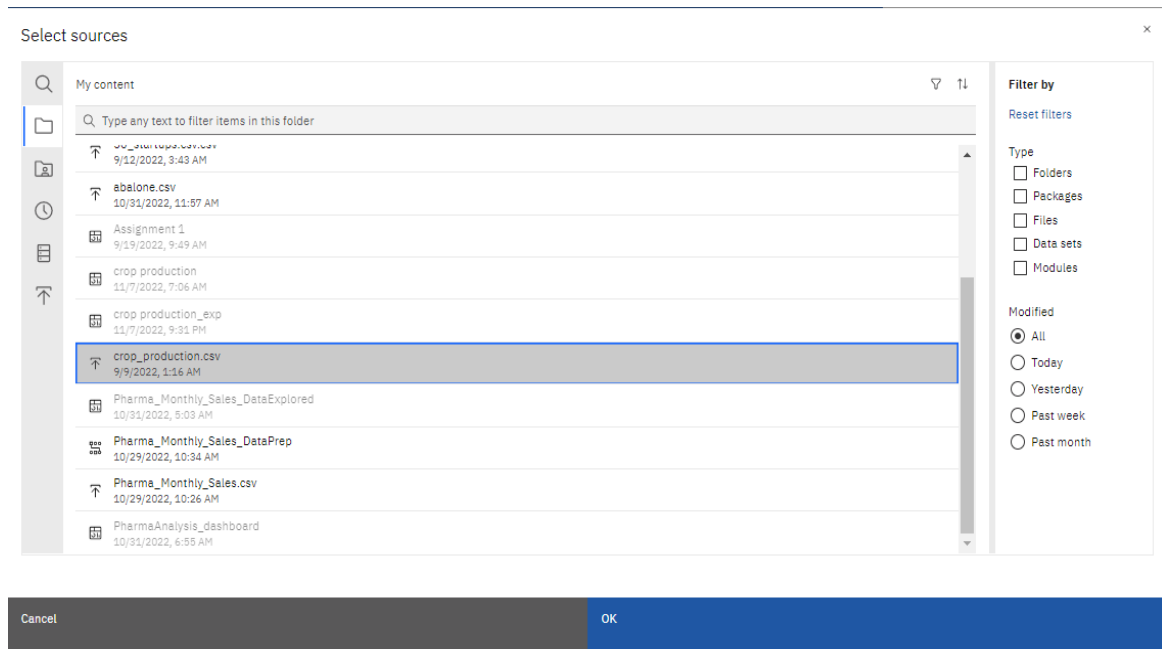 Select sources
×
My content
Filter by
Type any text to filter items in this folder
Reset filters
9/12/2022, 3:43 AM
abalone.csv
10/31/2022, 11:57 AM
Assignment 1
9/19/2022, 9:49 AM
crop production
11/7/2022, 7:06 AM
crop production_exp
11/7/2022, 9:31 PM
crop_production.csv
9/9/2022, 1:16 AM
Pharma_Monthly_Sales_DataExplored
10/31/2022, 5:03 AM
Pharma_Monthly_Sales_DataPrep
10/29/2022, 10:34 AM
Pharma_Monthly_Sales.csv
10/29/2022, 10:26 AM
PharmaAnalysis_dashboard
10/31/2022, 6:55 AM
Type
Folders
Packages
Files
Data sets
Modules
Modified
All
Today
Yesterday
Past week
Past month
Cancel
OK